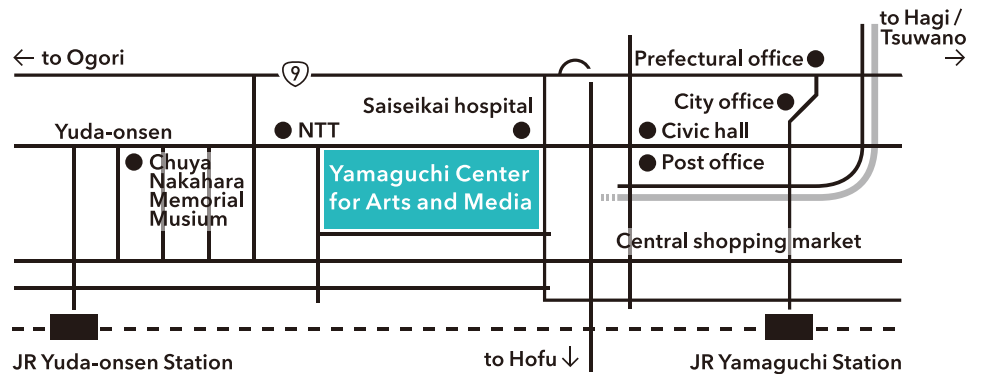 to Hagi /
Tsuwano
→
← to Ogori
9
Prefectural office
Saiseikai hospital
City office
Yuda-onsen
NTT
Civic hall
Chuya
Nakahara
Memorial
Musium
Yamaguchi Center
for Arts and Media
Post office
Central shopping market
JR Yuda-onsen Station
to Hofu ↓
JR Yamaguchi Station